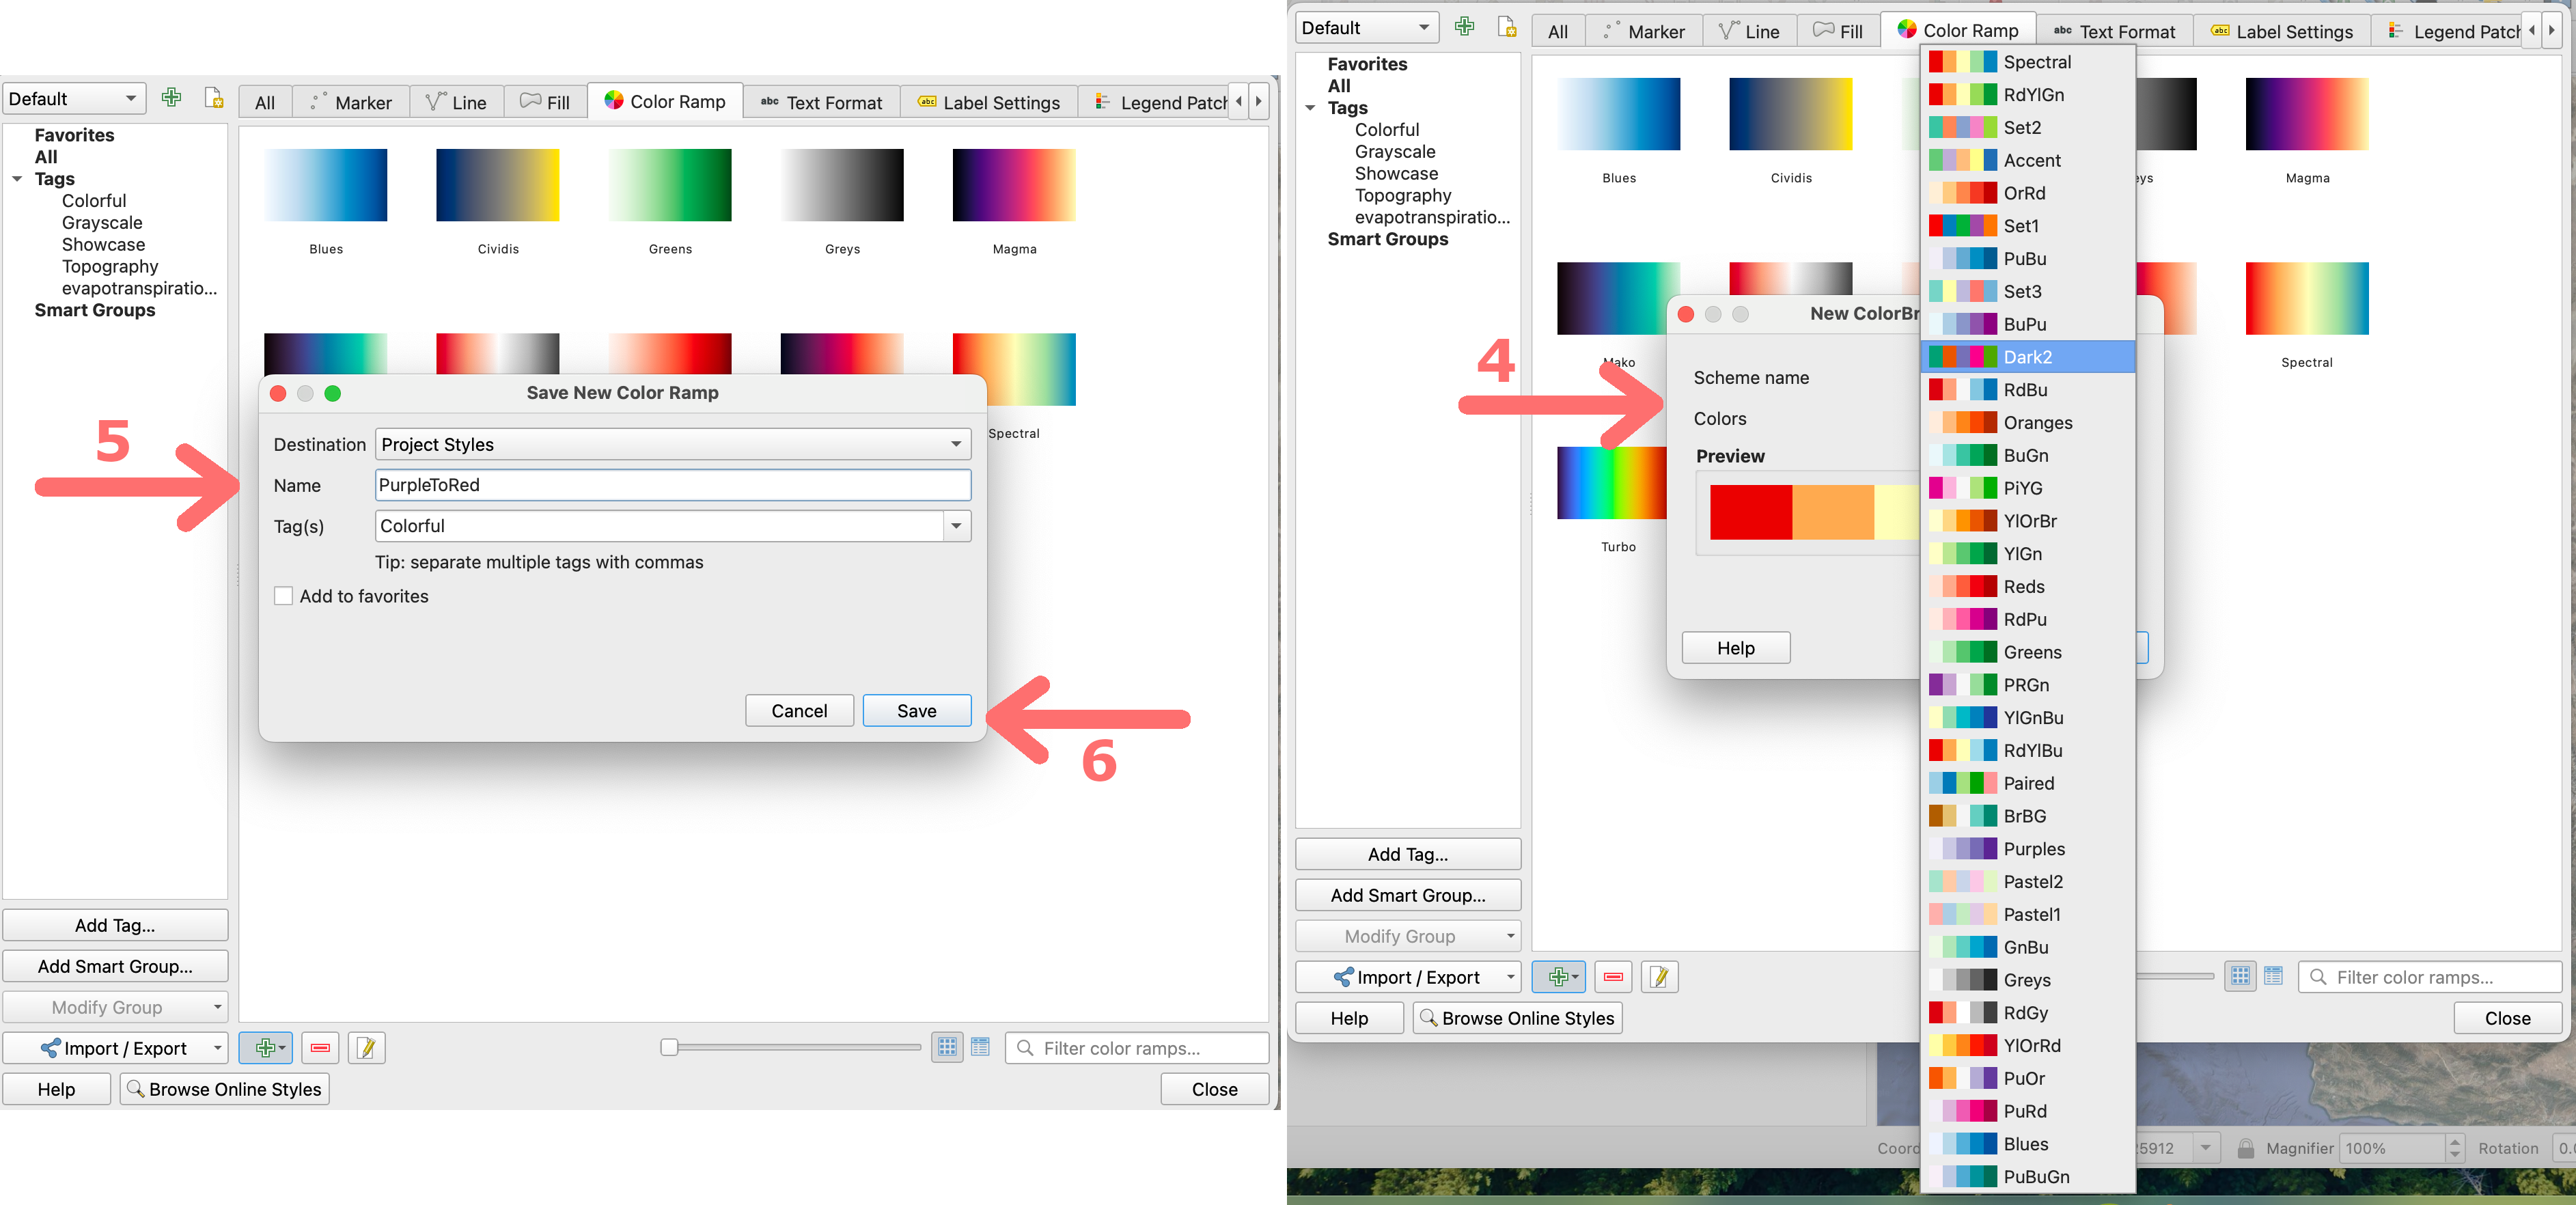 Default
All
Marker
Line
Fill
Color Ramp
Text Format
Label Settings
Legend Patch
Favorites
All
Tags
Colorful
Grayscale
Showcase
Topography
evapotranspiratio...
Smart Groups
Blues
Cividis
Greens
Greys
Magma
Spectral
5
Save New Color Ramp
Destination
Project Styles
Name
PurpleToRed
Tag(s)
Colorful
Tip: separate multiple tags with commas
Add to favorites
Cancel
Save
6
Add Tag...
Add Smart Group...
Modify Group
Import / Export
Filter color ramps...
Help
Browse Online Styles
Close
Default
All
Marker
Line
Fill
Color Ramp
abc Text Format
abc Label Settings
Legend Patch
Favorites
All
Tags
Colorful
Grayscale
Showcase
Topography
evapotranspiratio...
Smart Groups
Blues
Cividis
eys
Magma
Mako
Spectral
Turbo
4
New ColorBr
Scheme name
Colors
Preview
Help
Spectral
RdYlGn
Set2
Accent
OrRd
Set1
PuBu
Set3
BuPu
Dark2
RdBu
Oranges
BuGn
PiYG
YlOrBr
YlGn
Reds
RdPu
Greens
PRGn
YlGnBu
RdYlBu
Paired
BrBG
Purples
Pastel2
Pastel1
GnBu
Greys
RdGy
YlOrRd
PuOr
PuRd
Blues
PuBuGn
Add Tag...
Add Smart Group...
Modify Group
Import / Export
Filter color ramps...
Help
Browse Online Styles
Close
Coord
:5912
Magnifier
100%
Rotation
0.0